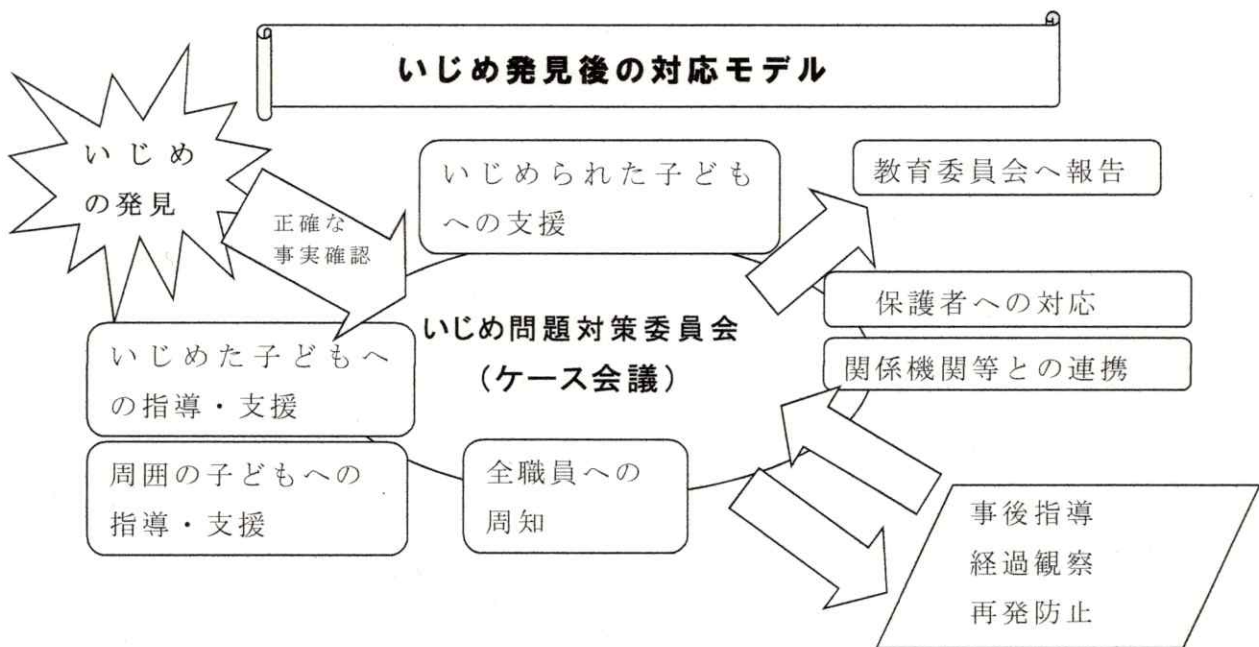 いじめ発見後の対応モデル
いじめ
の発見
正確な
事実確認
いじめられた子ども
への支援
教育委員会へ報告
保護者への対応
関係機関等との連携
いじめ問題対策委員会
(ケース会議)
いじめた子どもへ
の指導・支援
周囲の子どもへの
指導・支援
全職員への
周知
事後指導
経過観察
再発防止